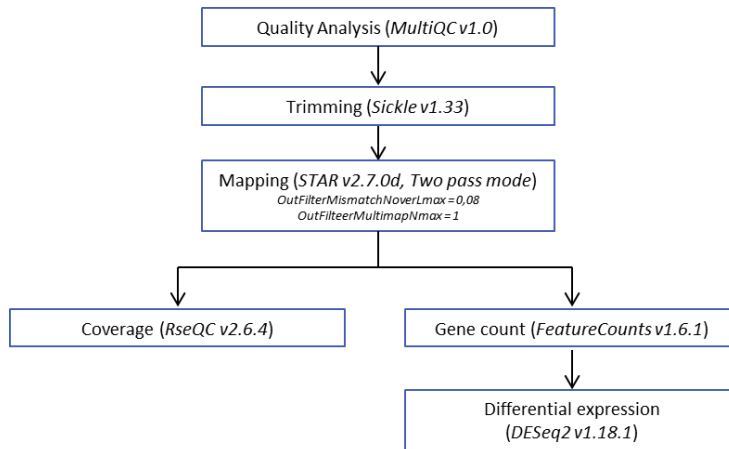 Quality Analysis (MultiQC v1.0)
Trimming (Sickle v1.33)
Mapping (STAR v2.7.0d, Two pass mode)
OutFilterMismatchNoverLmax = 0,08
OutFilteerMultimapNmax = 1
Coverage (RseQC v2.6.4)
Gene count (FeatureCounts v1.6.1)
Differential expression
(DESeq2 v1.18.1)